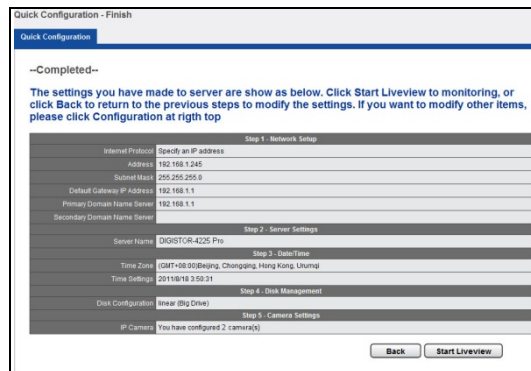 Quick Configuration - Finish
Quick Configuration
--Completed--
The settings you have made to server are show as below. Click Start Liveview to monitoring, or
click Back to return to the previous steps to modify the settings. If you want to modify other items,
please click Configuration at rigth top
Step 1 - Network Setup
Internet Protocol Specify an IP address
Address 192.168.1.245
Subnet Mask 255.255.255.0
Default Gateway IP Address 192.168.1.1
Primary Domain Name Server 192.168.1.1
Secondary Domain Name Server
Step 2 - Server Settings
Server Name DIGISTOR-4225 Pro
Step 3 - Date/Time
Time Zone (GMT+08:00)Beijing, Chongqing, Hong Kong, Urumqi
Time Settings 2011/8/18 3:50:31
Step 4 - Disk Management
Disk Configuration linear (Big Drive)
Step 5 - Camera Settings
IP Camera You have configured 2 camera(s)
Back Start Liveview